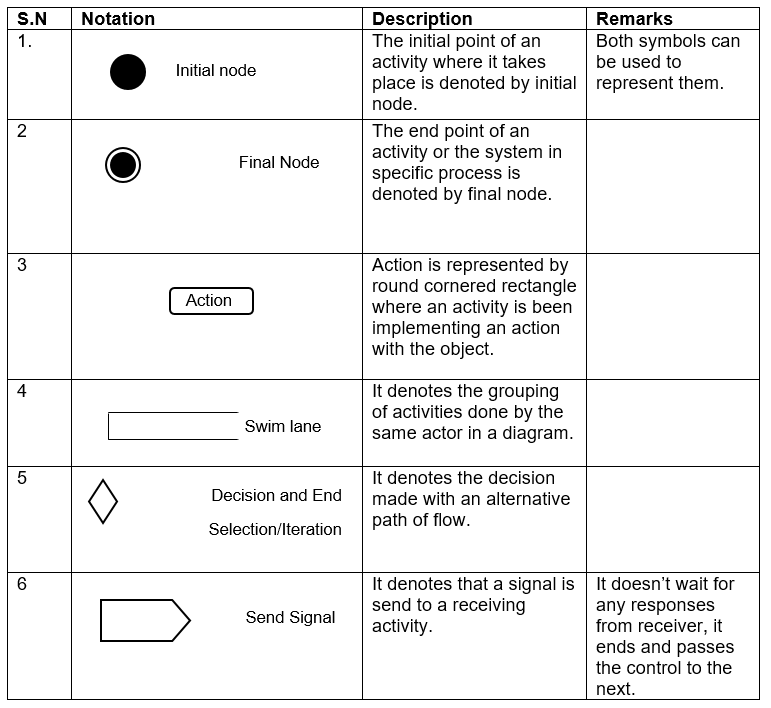 S.N Notation Description Remarks
1. Initial node The initial point of an Both symbols can
activity where it takes be used to
place is denoted by initial represent them.
node.
2 Final Node The end point of an
activity or the system in
specific process is
denoted by final node.
3 Action Action is represented by
round cornered rectangle
where an activity is been
implementing an action
with the object.
4 Swim lane It denotes the grouping
of activities done by the
same actor in a diagram.
5 Decision and End It denotes the decision
Selection/Iteration made with an alternative
path of flow.
6 Send Signal It denotes that a signal is It doesn’t wait for
send to a receiving any responses
activity. from receiver, it
ends and passes
the control to the
next.